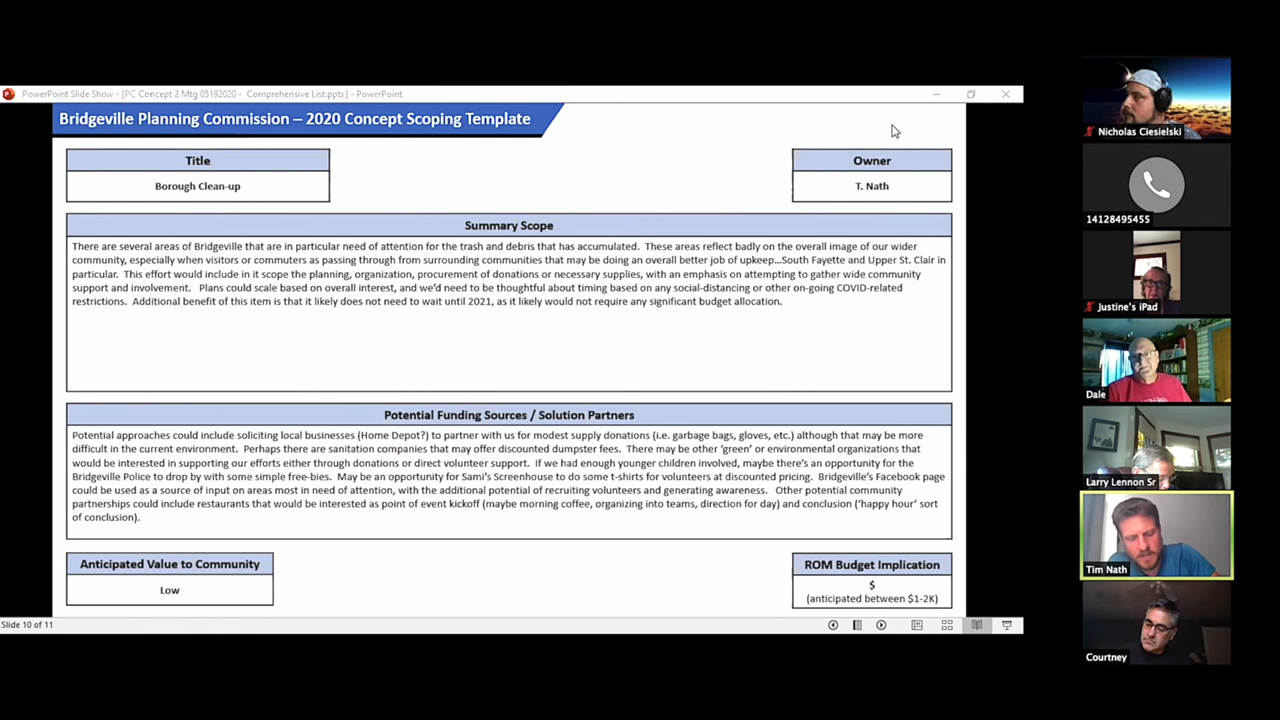 PowerPoint Slide Show - [PC Concept 2 Mtg 05192020 - Comprehensive List.pptx] - PowerPoint
Bridgeville Planning Commission – 2020 Concept Scoping Template
Title
Borough Clean-up
Owner
T. Nath
Summary Scope
There are several areas of Bridgeville that are in particular need of attention for the trash and debris that has accumulated. These areas reflect badly on the overall image of our wider
community, especially when visitors or commuters as passing through from surrounding communities that may be doing an overall better job of upkeep...South Fayette and Upper St. Clair in
particular. This effort would include in it scope the planning, organization, procurement of donations or necessary supplies, with an emphasis on attempting to gather wide community
support and involvement. Plans could scale based on overall interest, and we'd need to be thoughtful about timing based on any social-distancing or other on-going COVID-related
restrictions. Additional benefit of this item is that it likely does not need to wait until 2021, as it likely would not require any significant budget allocation.
Potential Funding Sources / Solution Partners
Potential approaches could include soliciting local businesses (Home Depot?) to partner with us for modest supply donations (i.e. garbage bags, gloves, etc.) although that may be more
difficult in the current environment. Perhaps there are sanitation companies that may offer discounted dumpster fees. There may be other 'green' or environmental organizations that
would be interested in supporting our efforts either through donations or direct volunteer support. If we had enough younger children involved, maybe there's an opportunity for the
Bridgeville Police to drop by with some simple free-bies. May be an opportunity for Sami's Screenhouse to do some t-shirts for volunteers at discounted pricing. Bridgeville's Facebook page
could be used as a source of input on areas most in need of attention, with the additional potential of recruiting volunteers and generating awareness. Other potential community
partnerships could include restaurants that would be interested as point of event kickoff (maybe morning coffee, organizing into teams, direction for day) and conclusion ('happy hour' sort
of conclusion).
Anticipated Value to Community
Low
ROM Budget Implication
$
(anticipated between $1-2K)
Slide 10 of 11
Nicholas Ciesielski
14128495455
Justine's iPad
Dale
Larry Lennon Sr
Tim Nath
Courtney